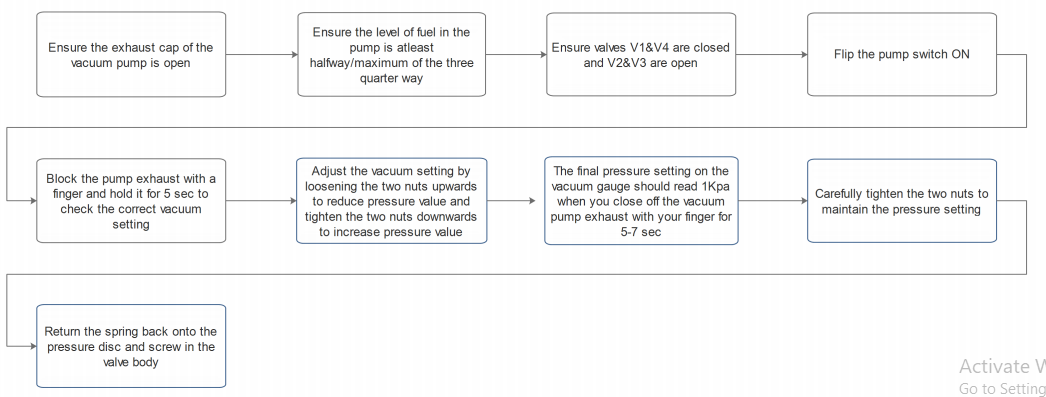 Ensure the exhaust cap of the
vacuum pump is open
Ensure the level of fuel in the
pump is atleast
halfway/maximum of the three
quarter way
Ensure valves V1&V4 are closed
and V2&V3 are open
Flip the pump switch ON
Block the pump exhaust with a
finger and hold it for 5 sec to
check the correct vacuum
setting
Adjust the vacuum setting by
loosening the two nuts upwards
to reduce pressure value and
tighten the two nuts downwards
to increase pressure value
The final pressure setting on the
vacuum gauge should read 1Kpa
when you close off the vacuum
pump exhaust with your finger for
5-7 sec
Carefully tighten the two nuts to
maintain the pressure setting
Return the spring back onto the
pressure disc and screw in the
valve body
Activate
Go to Setting